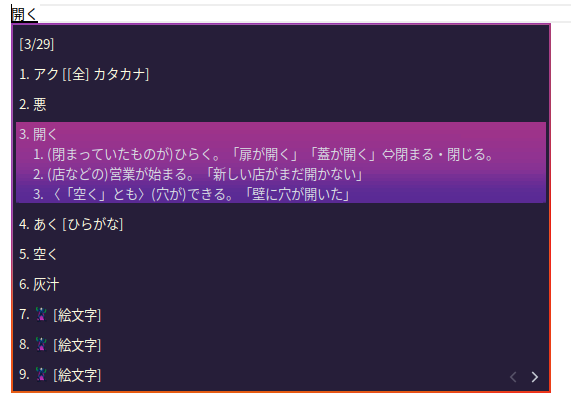 開く
[3/29]
1. アク [[全] カタカナ]
2. 悪
3. 開く
1. (閉まっていたものが)ひらく。「扉が開く」「蓋が開く」⇔閉まる・閉じる。
2. (店などの)営業が始まる。「新しい店がまだ開かない」
3. 〈「空く」とも〉(穴が)できる。「壁に穴が開いた」
4. あく [ひらがな]
5. 空く
6. 灰汁
7. 🦹 [絵文字]
8. 🦹 [絵文字]
9. 🦹 [絵文字]